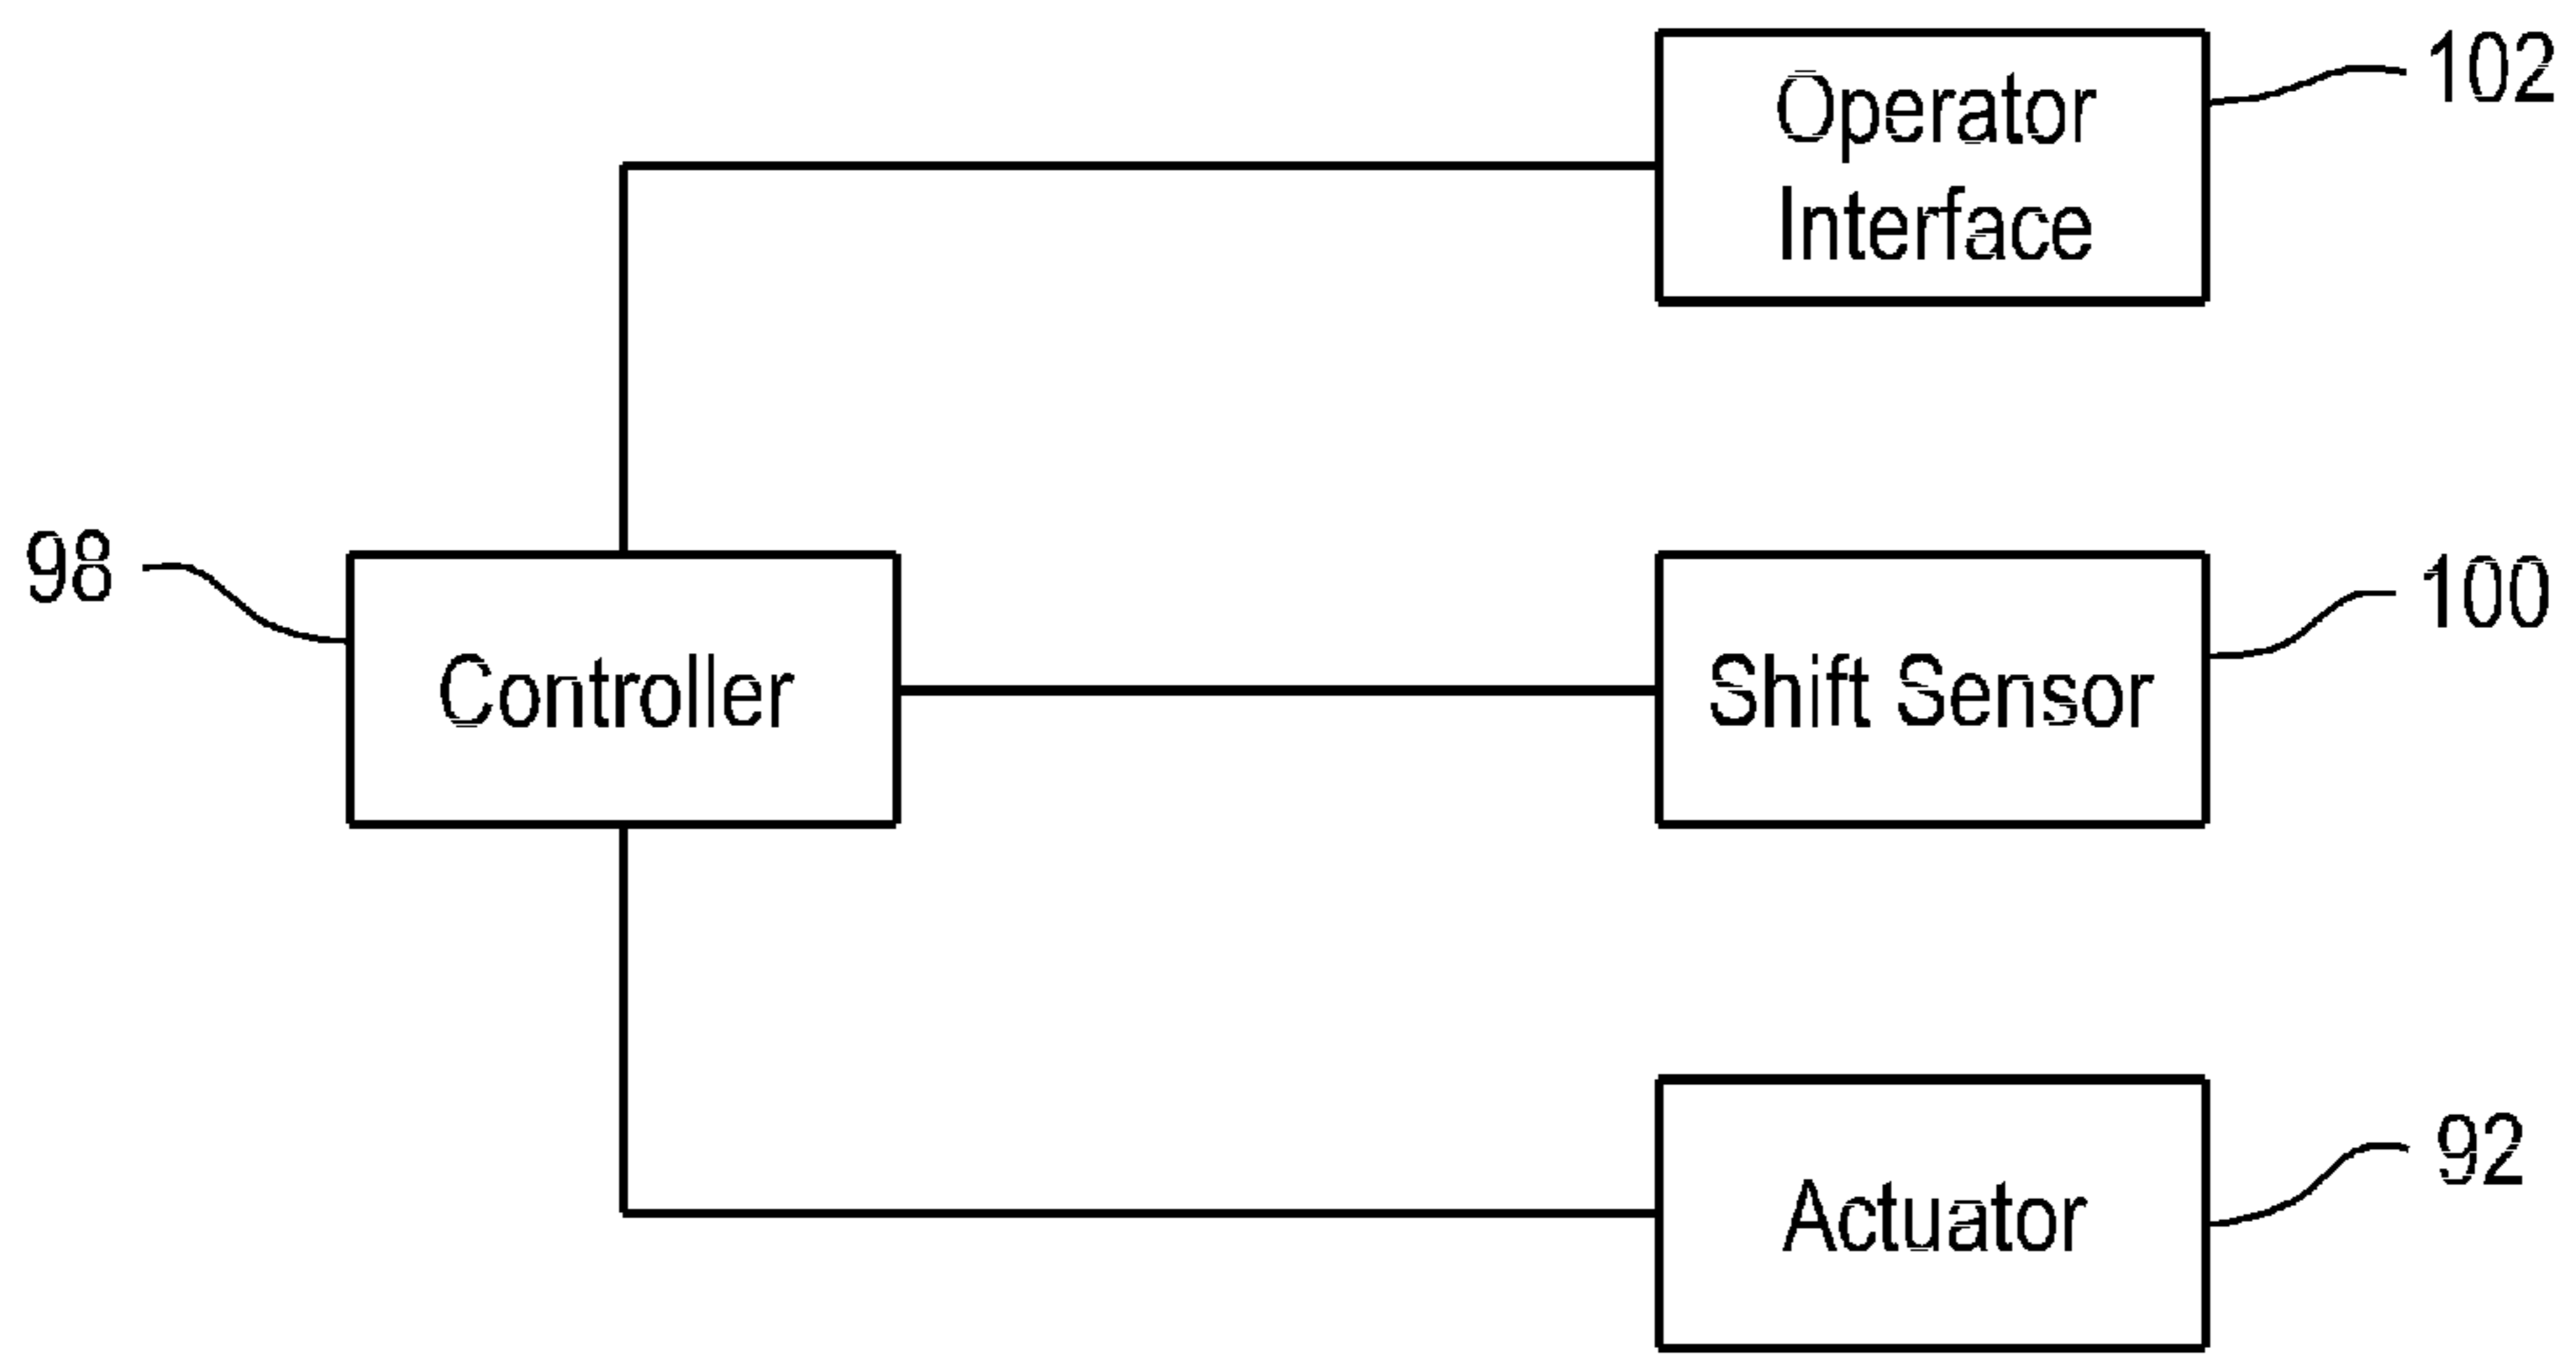 102
Operator
Interface
98
100
Controller
Shift Sensor
92
Actuator